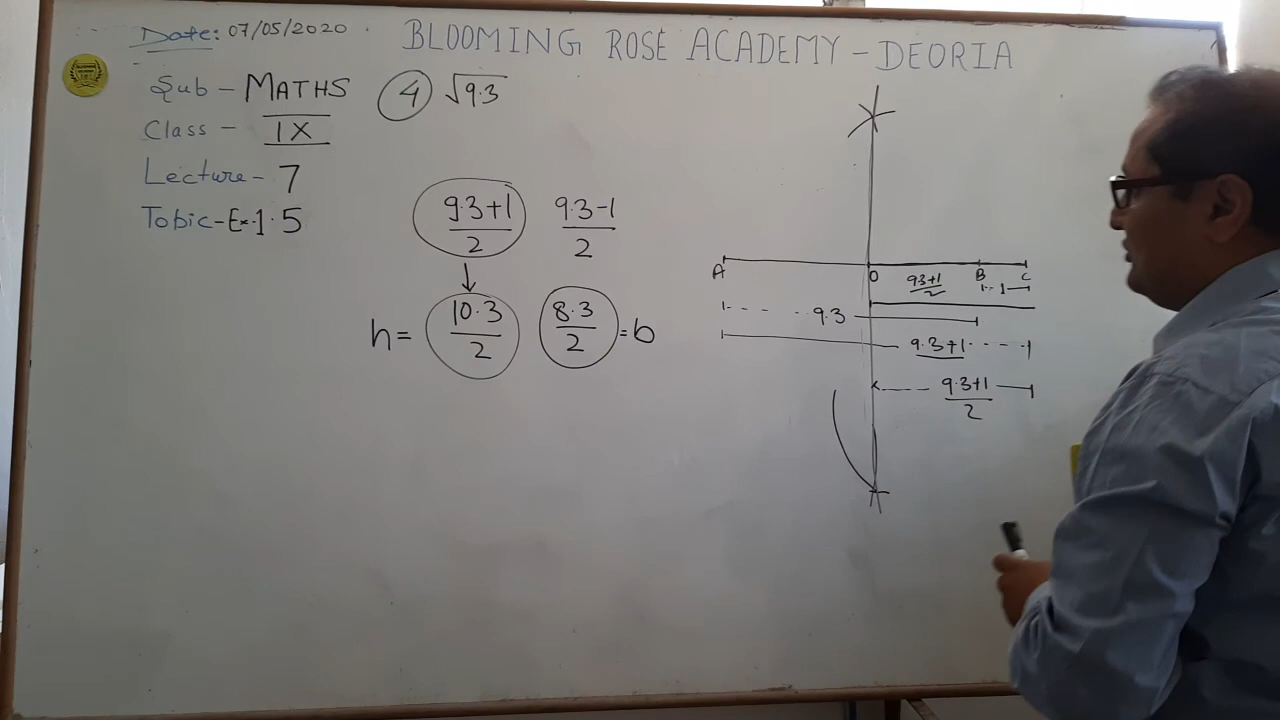 Date: 07/05/2020
BLOOMING ROSE ACADEMY - DEORIA
Sub - MATHS
④ √9.3
Class - IX
Lecture - 7
Tobic - Ex-1.5
9.3+1/2 9.3-1/2
h = 10.3/2 8.3/2 = b
A O 9.3+1/2 B C
1
9.3
9.3+1
9.3+1/2